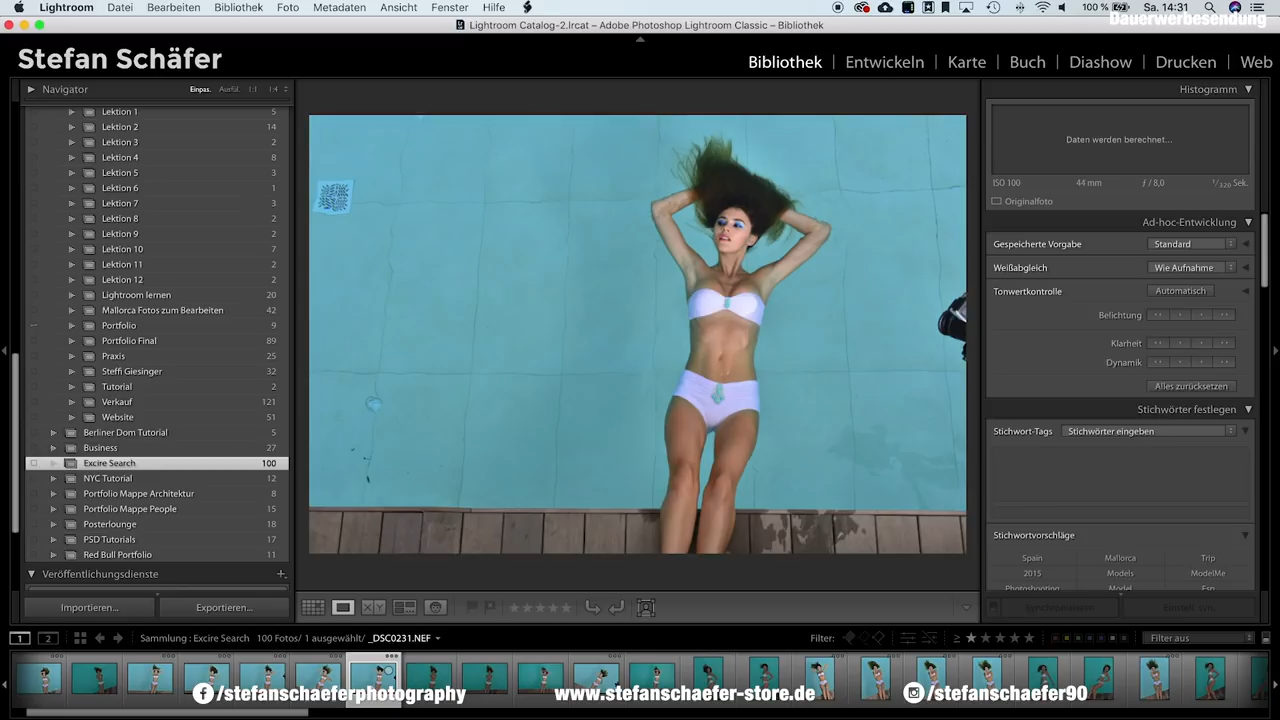 Lightroom Datei Bearbeiten Bibliothek Foto Metadaten Ansicht Fenster Hilfe 100 % Sa. 14:31
Dauerwerbesendung
Lightroom Catalog-2.lrcat – Adobe Photoshop Lightroom Classic – Bibliothek
Stefan Schäfer
Bibliothek | Entwickeln | Karte | Buch | Diashow | Drucken | Web
Navigator Einpas. Ausfül. 1:1 1:4
Lektion 1 5
Lektion 2 14
Lektion 3 2
Lektion 4 8
Lektion 5 3
Lektion 6 1
Lektion 7 3
Lektion 8 2
Lektion 9 2
Lektion 10 7
Lektion 11 2
Lektion 12 2
Lightroom lernen 20
Mallorca Fotos zum Bearbeiten 42
Portfolio 9
Portfolio Final 89
Praxis 25
Steffi Giesinger 32
Tutorial 2
Verkauf 121
Website 51
Berliner Dom Tutorial 5
Business 27
Excire Search 100
NYC Tutorial 12
Portfolio Mappe Architektur 8
Portfolio Mappe People 15
Posterlounge 2
PSD Tutorials 2
Red Bull Portfolio 11
Veröffentlichungsdienste +
Importieren... Exportieren...
Histogramm
Daten werden berechnet...
ISO 100 44 mm ƒ / 8,0 1/320 Sek.
Originalfoto
Ad-hoc-Entwicklung
Gespeicherte Vorgabe Standard
Weißabgleich Wie Aufnahme
Tonwertkontrolle Automatisch
Belichtung
Klarheit
Dynamik
Alles zurücksetzen
Stichwörter festlegen
Stichwort-Tags Stichwörter eingeben
Stichwortvorschläge
Spain Mallorca Trip
2015 Models ModelMe
Photoshooting Model Esp
Synchronisieren Einstell. syn.
1 2 Sammlung : Excire Search 100 Fotos/ 1 ausgewählt/ _DSC0231.NEF Filter: ≥ Filter aus
/stefanschaeferphotography www.stefanschaefer-store.de /stefanschaefer90